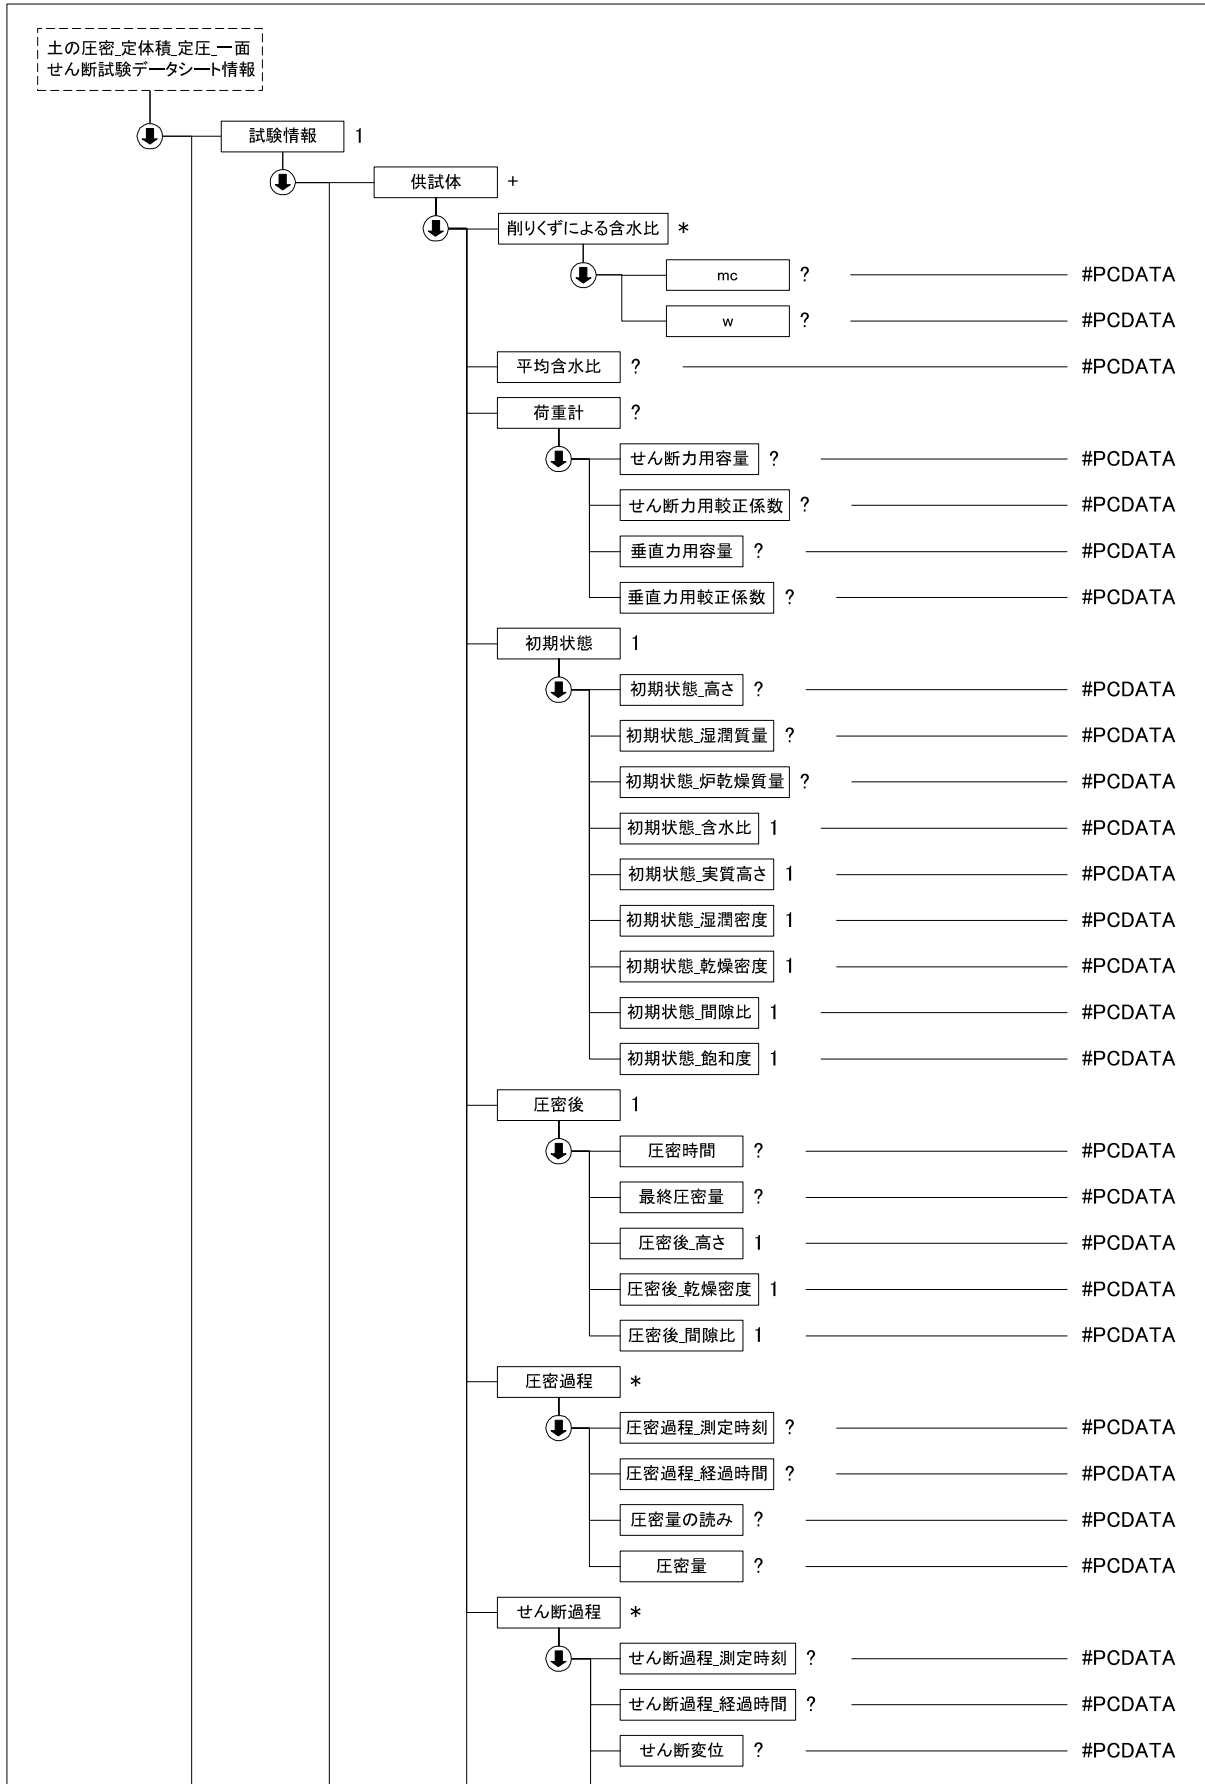 土の圧密_定体積_定圧_一面
せん断試験データシート情報
試験情報 1
供試体 +
削りくずによる含水比 *
mc ? #PCDATA
w ? #PCDATA
平均含水比 ? #PCDATA
荷重計 ?
せん断力用容量 ? #PCDATA
せん断力用較正係数 ? #PCDATA
垂直力用容量 ? #PCDATA
垂直力用較正係数 ? #PCDATA
初期状態 1
初期状態_高さ ? #PCDATA
初期状態_湿潤質量 ? #PCDATA
初期状態_炉乾燥質量 ? #PCDATA
初期状態_含水比 1 #PCDATA
初期状態_実質高さ 1 #PCDATA
初期状態_湿潤密度 1 #PCDATA
初期状態_乾燥密度 1 #PCDATA
初期状態_間隙比 1 #PCDATA
初期状態_飽和度 1 #PCDATA
圧密後 1
圧密時間 ? #PCDATA
最終圧密量 ? #PCDATA
圧密後_高さ 1 #PCDATA
圧密後_乾燥密度 1 #PCDATA
圧密後_間隙比 1 #PCDATA
圧密過程 *
圧密過程_測定時刻 ? #PCDATA
圧密過程_経過時間 ? #PCDATA
圧密量の読み ? #PCDATA
圧密量 ? #PCDATA
せん断過程 *
せん断過程_測定時刻 ? #PCDATA
せん断過程_経過時間 ? #PCDATA
せん断変位 ? #PCDATA